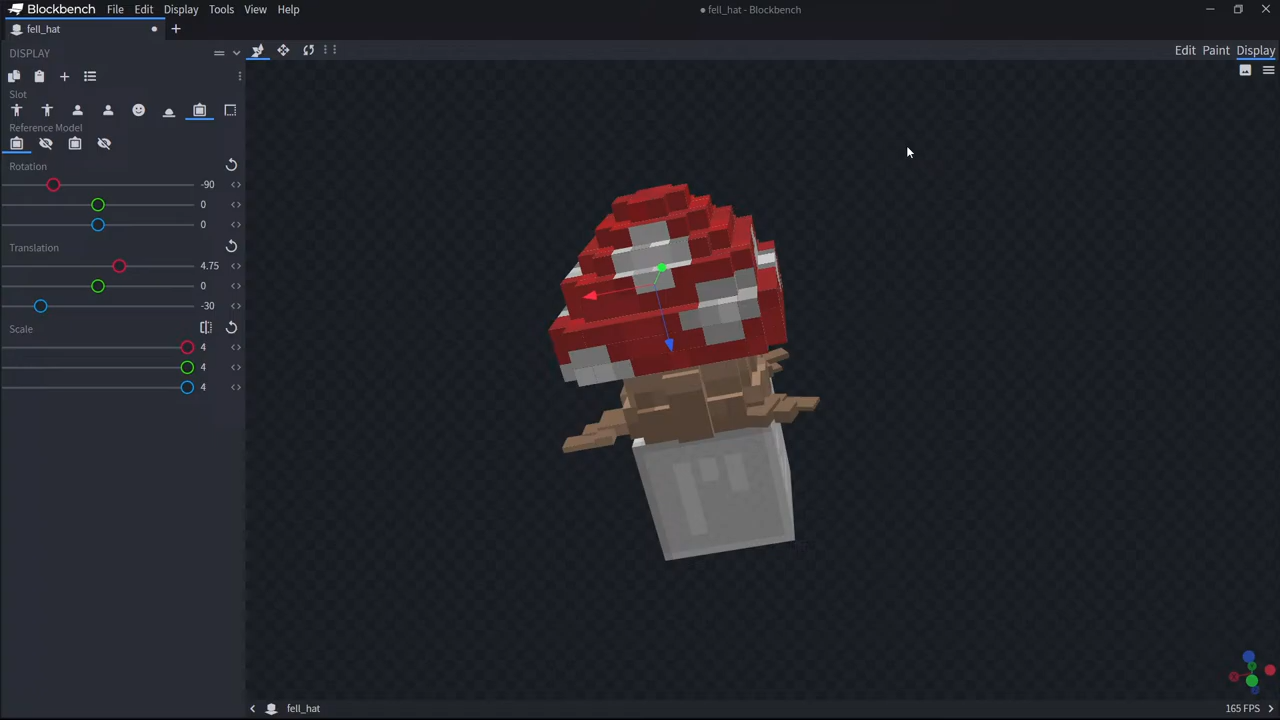 Blockbench File Edit Display Tools View Help
• fell_hat - Blockbench
fell_hat
DISPLAY
Edit Paint Display
Slot
Reference Model
Rotation
-90
0
0
Translation
4.75
0
-30
Scale
4
4
4
fell_hat
165 FPS